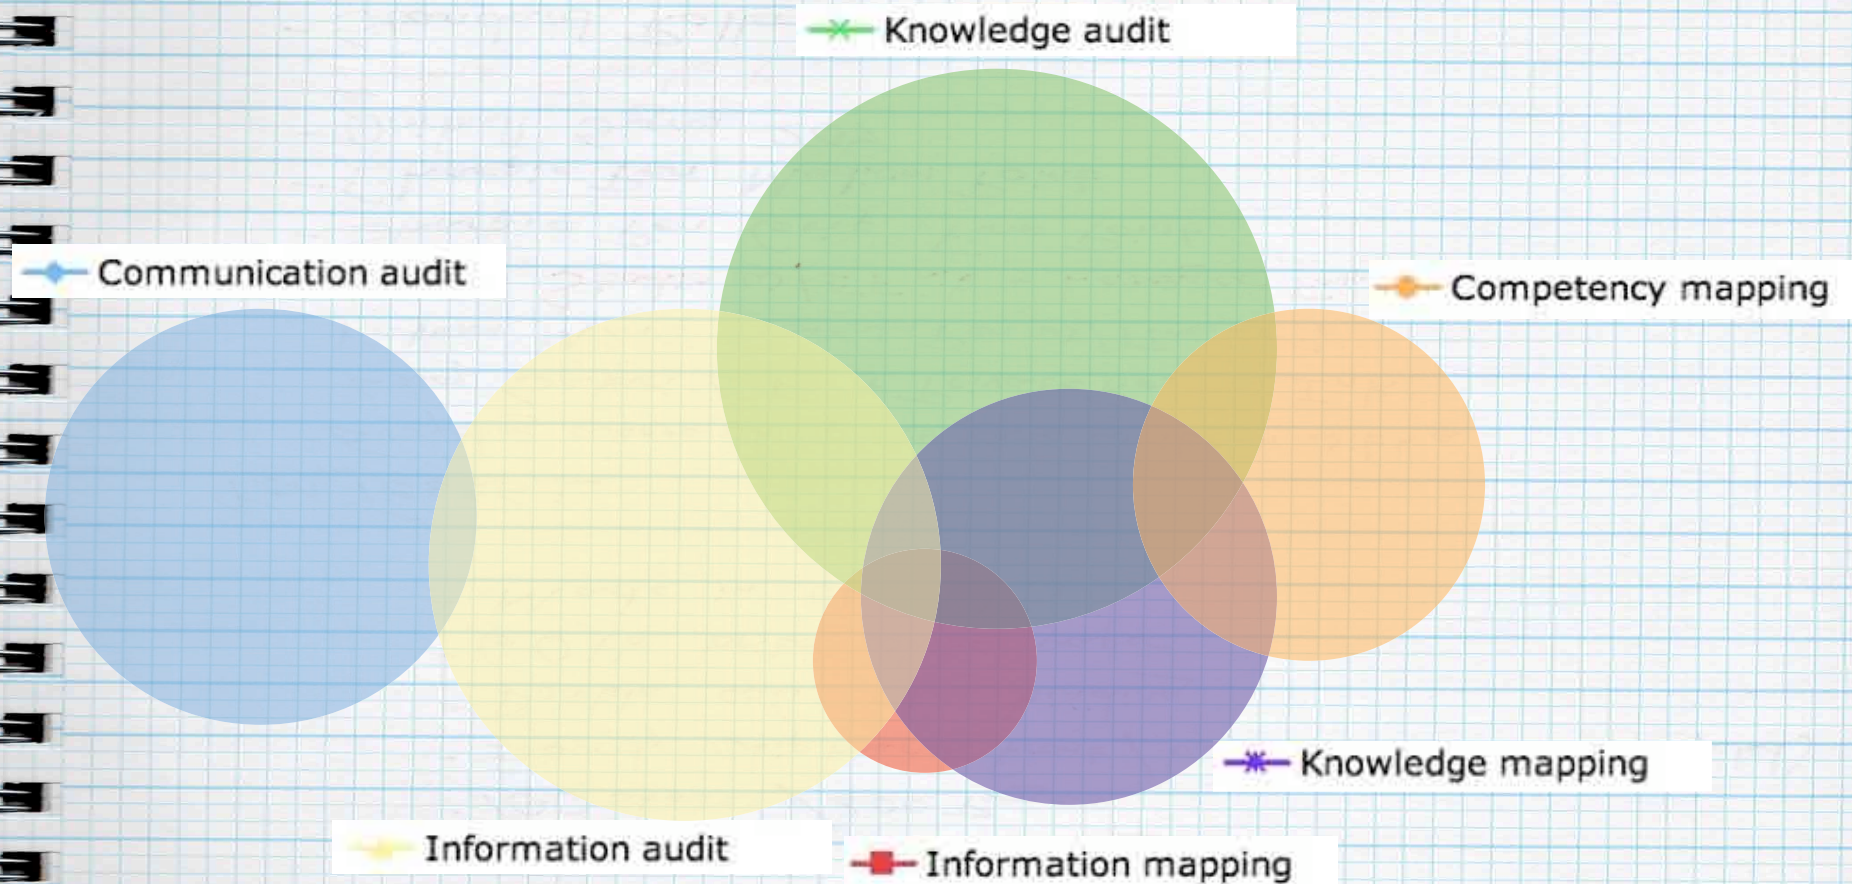 Knowledge audit
Communication audit
Competency mapping
Knowledge mapping
Information audit
Information mapping